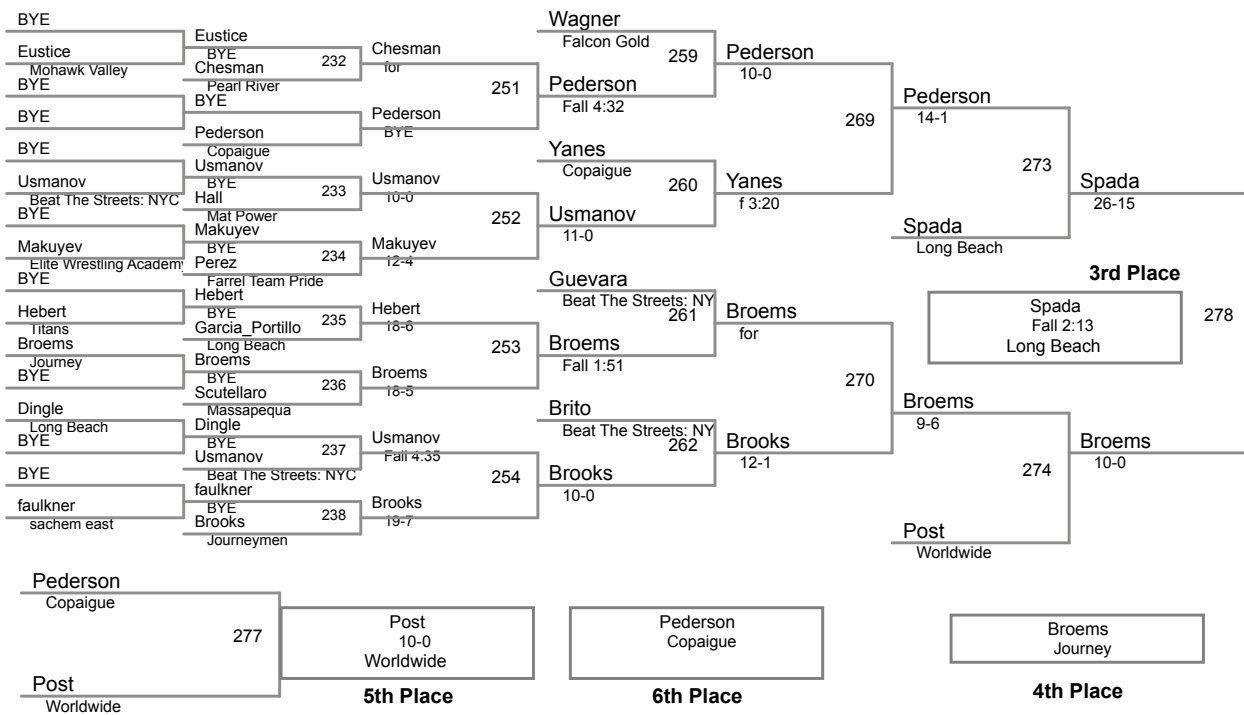 BYE
Eustice
Mohawk Valley
BYE
BYE
BYE
Usmanov
Beat The Streets: NYC
BYE
Makuyev
Elite Wrestling Academy
BYE
Hebert
Titans
Broems
Journey
BYE
Dingle
Long Beach
BYE
BYE
faulkner
sachem east
Eustice
BYE
232
Chesman
Pearl River
BYE
Pederson
Copaigue
Usmanov
BYE
233
Hall
Mat Power
Makuyev
BYE
234
Perez
Farrel Team Pride
Hebert
BYE
235
Garcia_Portillo
Long Beach
Broems
BYE
236
Scutellaro
Massapequa
Dingle
BYE
237
Usmanov
Beat The Streets: NYC
faulkner
BYE
238
Brooks
Journeymen
Chesman
for
251
Pederson
BYE
Usmanov
10-0
252
Makuyev
12-4
Hebert
18-6
253
Broems
18-5
Usmanov
Fall 4:35
254
Brooks
19-7
Wagner
Falcon Gold
259
Pederson
Fall 4:32
Yanes
Copaigue
260
Usmanov
11-0
Guevara
Beat The Streets: NY
261
Broems
Fall 1:51
Brito
Beat The Streets: NY
262
Brooks
10-0
Pederson
10-0
269
Yanes
f 3:20
Broems
for
270
Brooks
12-1
Pederson
14-1
273
Spada
Long Beach
Broems
9-6
274
Post
Worldwide
Spada
26-15
3rd Place
Spada
Fall 2:13
Long Beach
278
Broems
10-0
Pederson
Copaigue
277
Post
Worldwide
Post
10-0
Worldwide
5th Place
Pederson
Copaigue
6th Place
Broems
Journey
4th Place